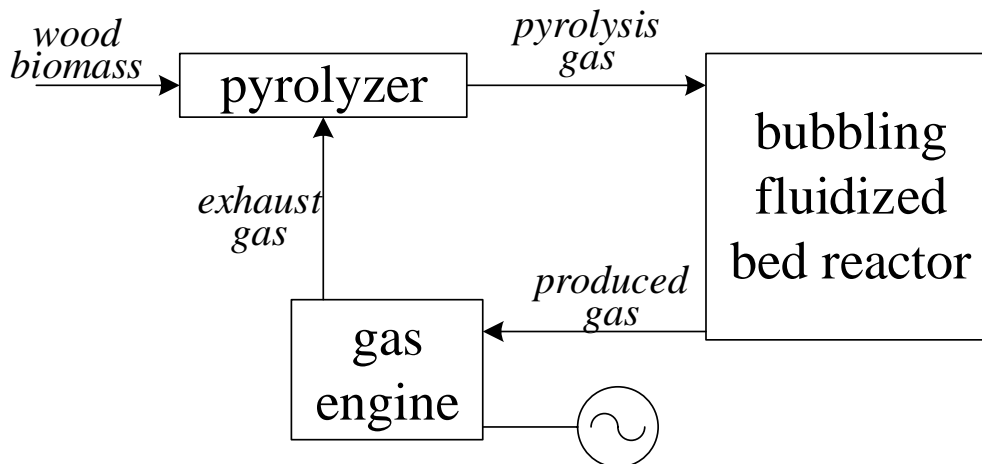 wood
biomass
pyrolyzer
pyrolysis
gas
bubbling
fluidized
bed reactor
exhaust
gas
produced
gas
gas
engine